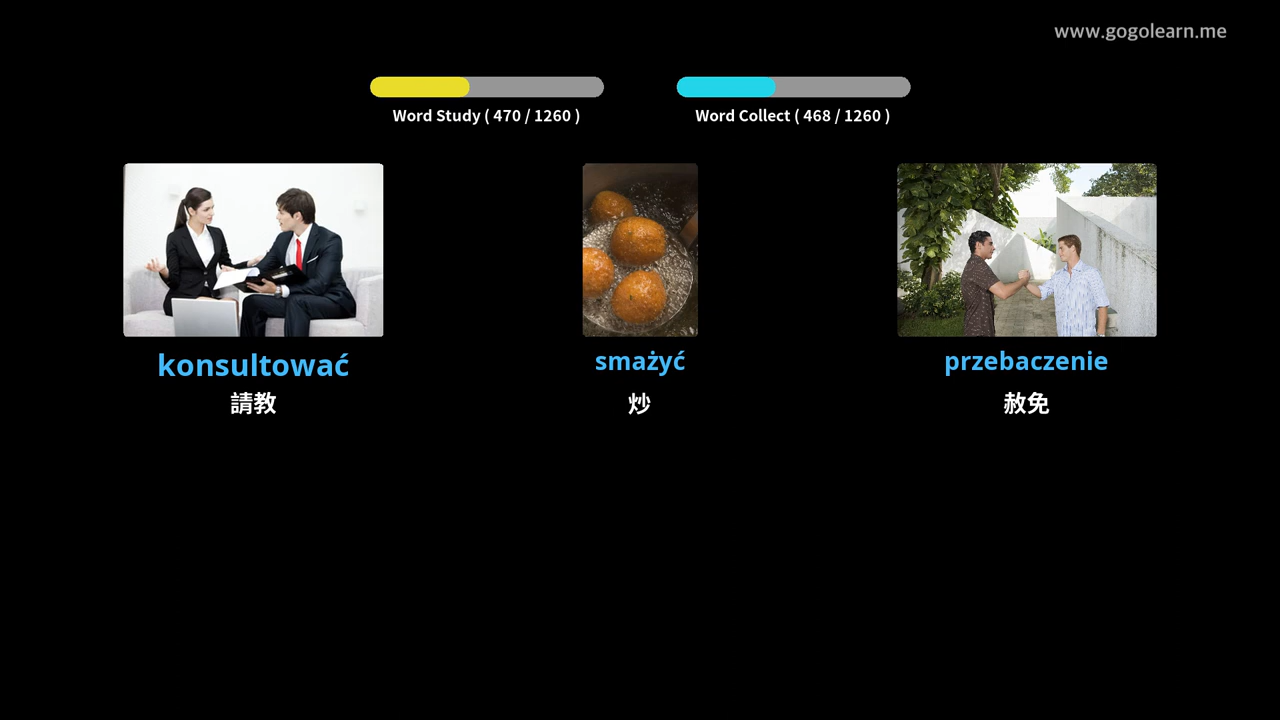 www.gogolearn.me
Word Study ( 470 / 1260 )
Word Collect ( 468 / 1260 )
konsultować
請教
smażyć
炒
przebaczenie
赦免